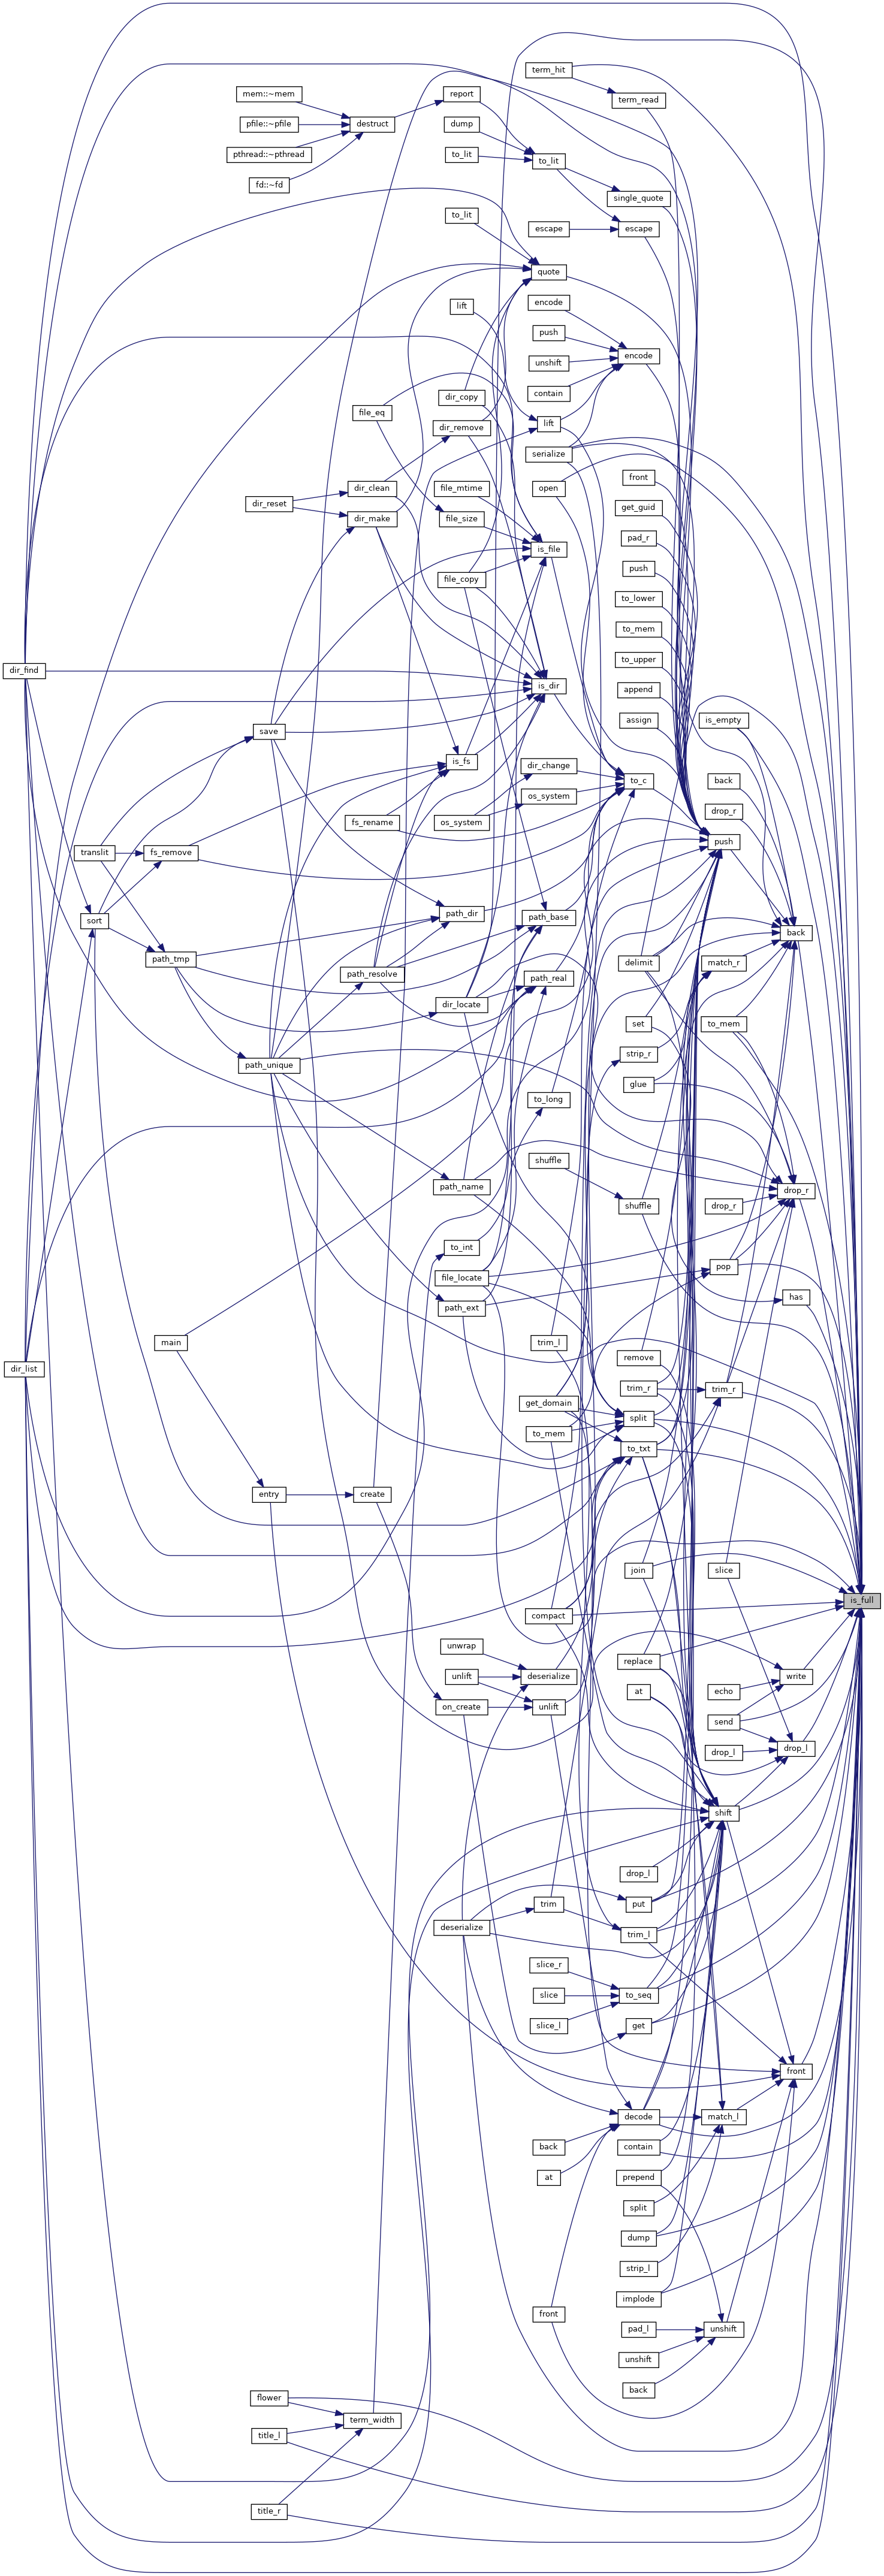 term_hit
mem::~mem
report
term_read
pfile::~pfile
destruct
dump
pthread::~pthread
to_lit
to_lit
fd::~fd
single_quote
to_lit
escape
escape
quote
encode
lift
push
encode
unshift
contain
dir_copy
file_eq
dir_remove
lift
serialize
front
file_mtime
open
dir_clean
dir_reset
get_guid
dir_make
file_size
pad_r
is_file
push
file_copy
to_lower
to_mem
to_upper
dir_find
is_dir
append
assign
is_empty
save
is_fs
dir_change
to_c
back
os_system
drop_r
fs_rename
os_system
push
translit
fs_remove
path_dir
path_base
sort
back
path_tmp
delimit
match_r
path_resolve
path_real
dir_locate
set
to_mem
strip_r
path_unique
glue
to_long
shuffle
path_name
drop_r
shuffle
drop_r
to_int
pop
file_locate
has
path_ext
main
trim_l
remove
dir_list
trim_r
trim_r
get_domain
split
to_mem
to_txt
entry
create
join
slice
is_full
compact
unwrap
replace
unlift
deserialize
write
at
echo
on_create
unlift
send
drop_l
drop_l
shift
drop_l
trim
put
deserialize
trim_l
slice_r
slice
to_seq
slice_l
get
front
decode
match_l
back
contain
at
prepend
split
dump
strip_l
implode
front
pad_l
unshift
unshift
back
flower
term_width
title_l
title_r